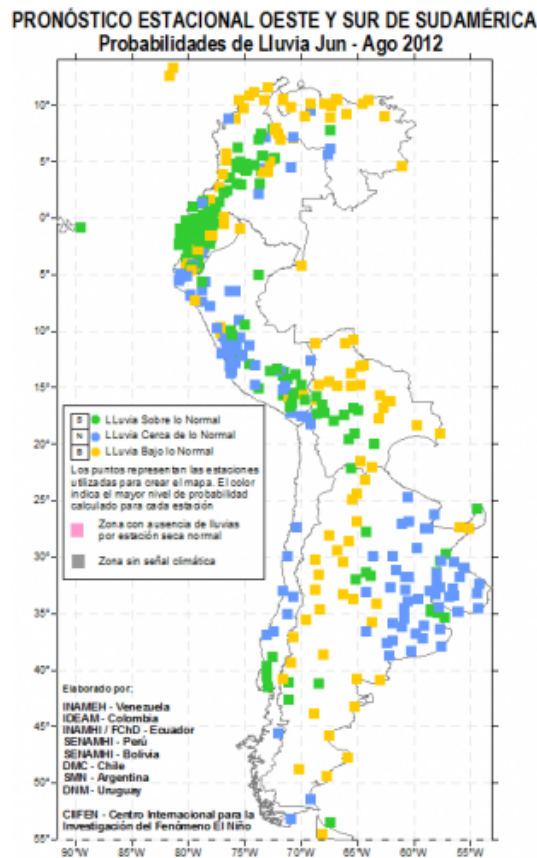 PRONÓSTICO ESTACIONAL OESTE Y SUR DE SUDAMÉRICA
Probabilidades de Lluvia Jun - Ago 2012
10°
5°
0°
5°
10°
15°
S LLuvia Sobre lo Normal
N LLuvia Cerca de lo Normal
B LLuvia Bajo lo Normal
Los puntos representan las estaciones
utilizadas para crear el mapa. El color
indica el mayor nivel de probabilidad
calculado para cada estación
Zona con ausencia de lluvias
por estación seca normal
Zona sin señal climática
20°
25°
30°
35°
40°
45°
50°
55°
Elaborado por:
INAMEH - Venezuela
IDEAM - Colombia
INAMHI / FChD - Ecuador
SENAMHI - Perú
SENAMHI - Bolivia
DMC - Chile
SMN - Argentina
DNM - Uruguay
CIIFEN - Centro Internacional para la
Investigación del Fenómeno El Niño
90°W 85°W 80°W 75°W 70°W 65°W 60°W 55°W